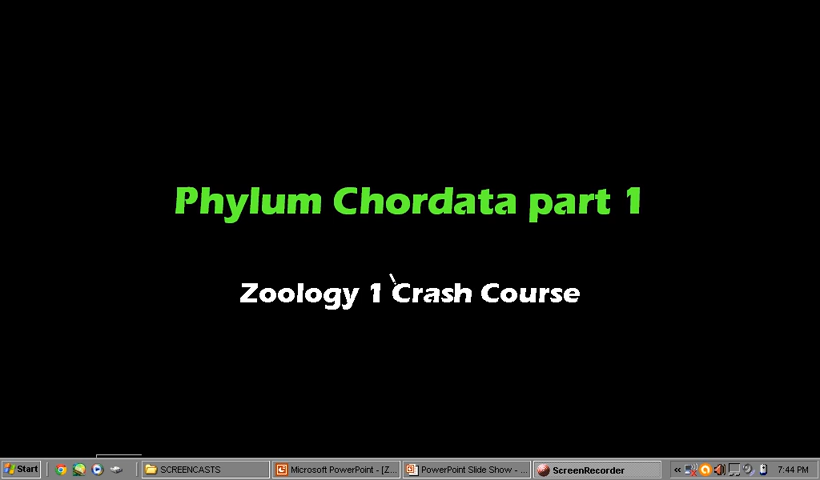 Phylum Chordata part 1
Zoology 1 Crash Course
Start
SCREENCASTS
Microsoft PowerPoint - [Z...
PowerPoint Slide Show - ...
ScreenRecorder
«
7:44 PM